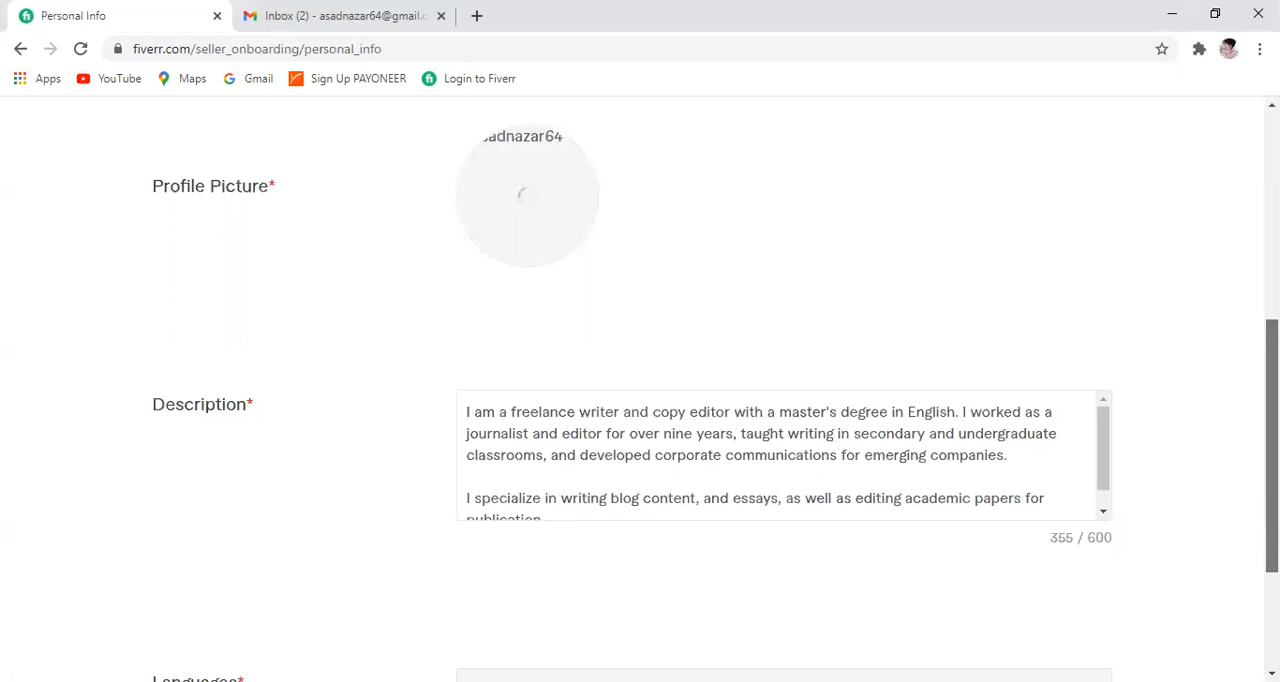 Personal Info
Inbox (2) - asadnazar64@gmail.c
fiverr.com/seller_onboarding/personal_info
Apps
YouTube
Maps
Gmail
Sign Up PAYONEER
Login to Fiverr
sadnazar64
Profile Picture*
Description*
I am a freelance writer and copy editor with a master's degree in English. I worked as a
journalist and editor for over nine years, taught writing in secondary and undergraduate
classrooms, and developed corporate communications for emerging companies.
I specialize in writing blog content, and essays, as well as editing academic papers for
publication.
355 / 600
Languages*